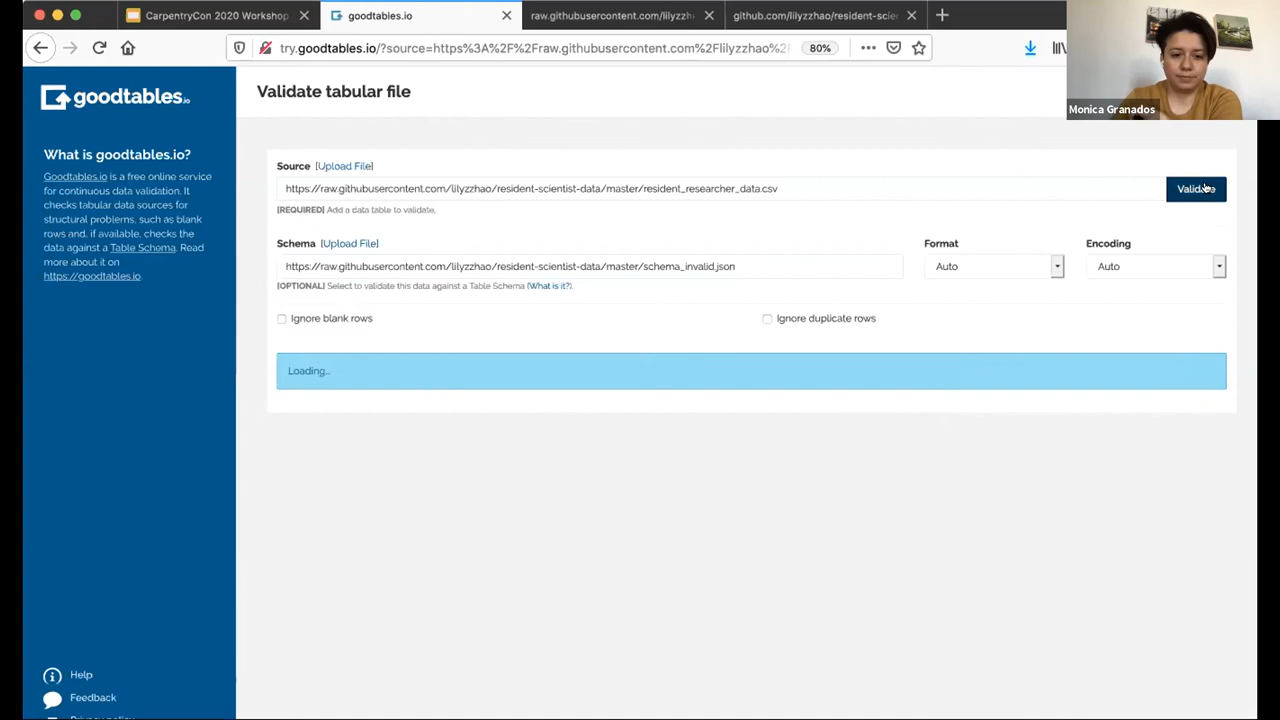 CarpentryCon 2020 Workshop
goodtables.io
raw.githubusercontent.com/lilyzzh
github.com/lilyzzhao/resident-scie
try.goodtables.io/?source=https%3A%2F%2Fraw.githubusercontent.com%2Flilyzzhao%2
80%
goodtables.io
Validate tabular file
Monica Granados
What is goodtables.io?
Goodtables.io is a free online service
for continuous data validation. It
checks tabular data sources for
structural problems, such as blank
rows and, if available, checks the
data against a Table Schema. Read
more about it on
https://goodtables.io.
Source [Upload File]
https://raw.githubusercontent.com/lilyzzhao/resident-scientist-data/master/resident_researcher_data.csv
Validate
[REQUIRED] Add a data table to validate.
Schema [Upload File]
Format
Encoding
https://raw.githubusercontent.com/lilyzzhao/resident-scientist-data/master/schema_invalid.json
Auto
Auto
[OPTIONAL] Select to validate this data against a Table Schema (What is it?).
Ignore blank rows
Ignore duplicate rows
Loading...
Help
Feedback
Privacy policy